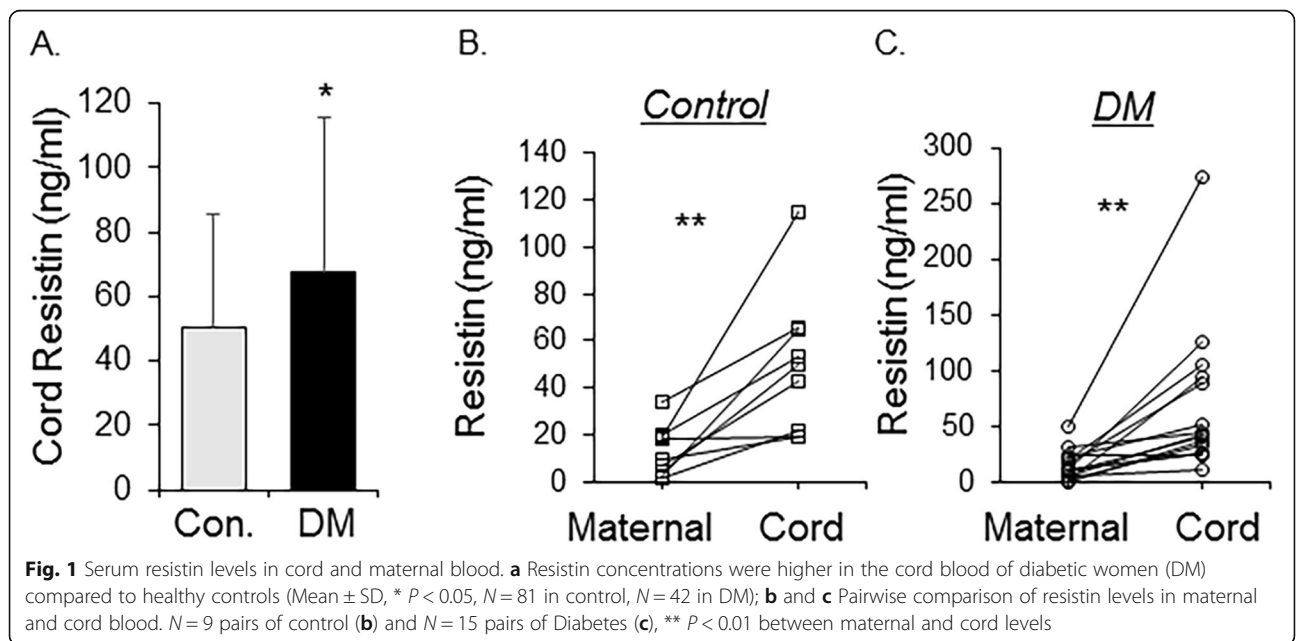 A.
*
Cord Resistin (ng/ml)
120
100
80
60
40
20
0
Con. DM
B.
Control
**
Resistin (ng/ml)
140
120
100
80
60
40
20
0
Maternal Cord
C.
DM
**
Resistin (ng/ml)
300
250
200
150
100
50
0
Maternal Cord
Fig. 1 Serum resistin levels in cord and maternal blood. a Resistin concentrations were higher in the cord blood of diabetic women (DM)
compared to healthy controls (Mean ± SD, * P < 0.05, N = 81 in control, N = 42 in DM); b and c Pairwise comparison of resistin levels in maternal
and cord blood. N = 9 pairs of control (b) and N = 15 pairs of Diabetes (c), ** P < 0.01 between maternal and cord levels